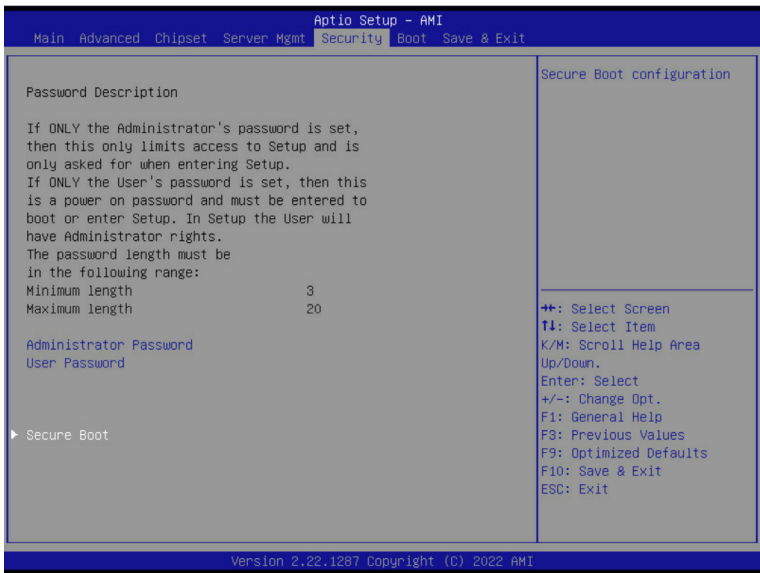 Aptio Setup – AMI
Main Advanced Chipset Server Mgmt Security Boot Save & Exit
Password Description
If ONLY the Administrator's password is set,
then this only limits access to Setup and is
only asked for when entering Setup.
If ONLY the User's password is set, then this
is a power on password and must be entered to
boot or enter Setup. In Setup the User will
have Administrator rights.
The password length must be
in the following range:
Minimum length 3
Maximum length 20
Administrator Password
User Password
▶ Secure Boot
Secure Boot configuration
→←: Select Screen
↑↓: Select Item
K/M: Scroll Help Area
Up/Down.
Enter: Select
+/-: Change Opt.
F1: General Help
F3: Previous Values
F9: Optimized Defaults
F10: Save & Exit
ESC: Exit
Version 2.22.1287 Copyright (C) 2022 AMI